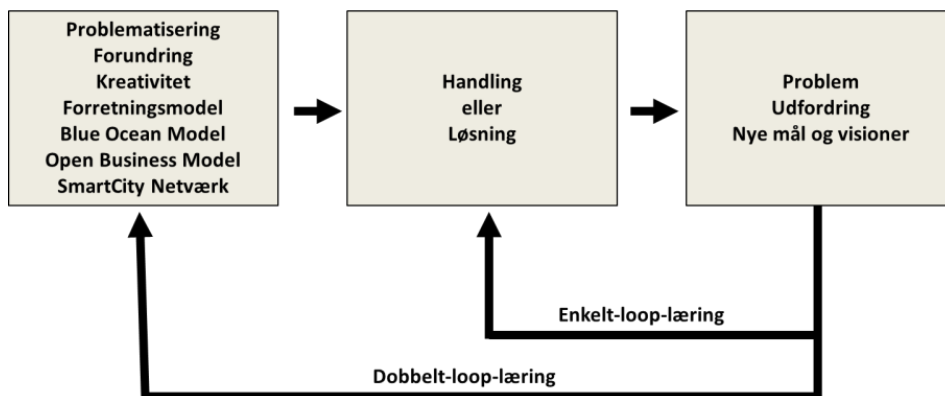 Problematisering
Forundring
Kreativitet
Forretningsmodel
Blue Ocean Model
Open Business Model
SmartCity Netværk
Handling
eller
Løsning
Problem
Udfordring
Nye mål og visioner
Enkelt-loop-læring
Dobbelt-loop-læring